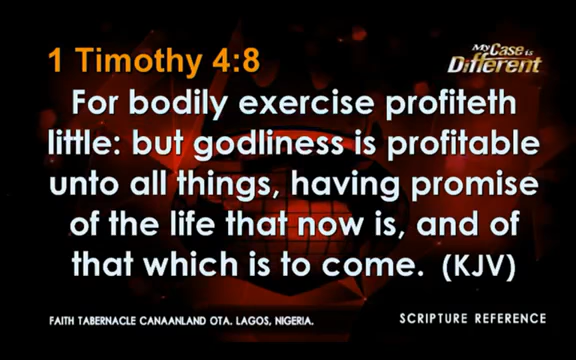 1 Timothy 4:8
My Case is
Different
For bodily exercise profiteth
little: but godliness is profitable
unto all things, having promise
of the life that now is, and of
that which is to come. (KJV)
FAITH TABERNACLE CANAANLAND OTA. LAGOS, NIGERIA.
SCRIPTURE REFERENCE